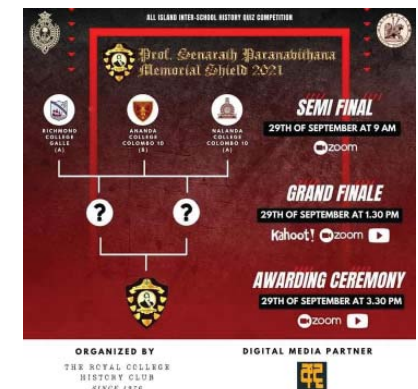 ALL ISLAND INTER-SCHOOL HISTORY QUIZ COMPETITION
Prof. Senarath Paranavithana
Memorial Shield 2021
RICHMOND
COLLEGE
GALLE
(A)
ANANDA
COLLEGE
COLOMBO 10
(B)
NALANDA
COLLEGE
COLOMBO 10
(A)
SEMI FINAL
29TH OF SEPTEMBER AT 9 AM
zoom
? ?
GRAND FINALE
29TH OF SEPTEMBER AT 1.30 PM
Kahoot! zoom
AWARDING CEREMONY
29TH OF SEPTEMBER AT 3.30 PM
zoom
ORGANIZED BY
THE ROYAL COLLEGE
HISTORY CLUB
SINCE 1976
DIGITAL MEDIA PARTNER